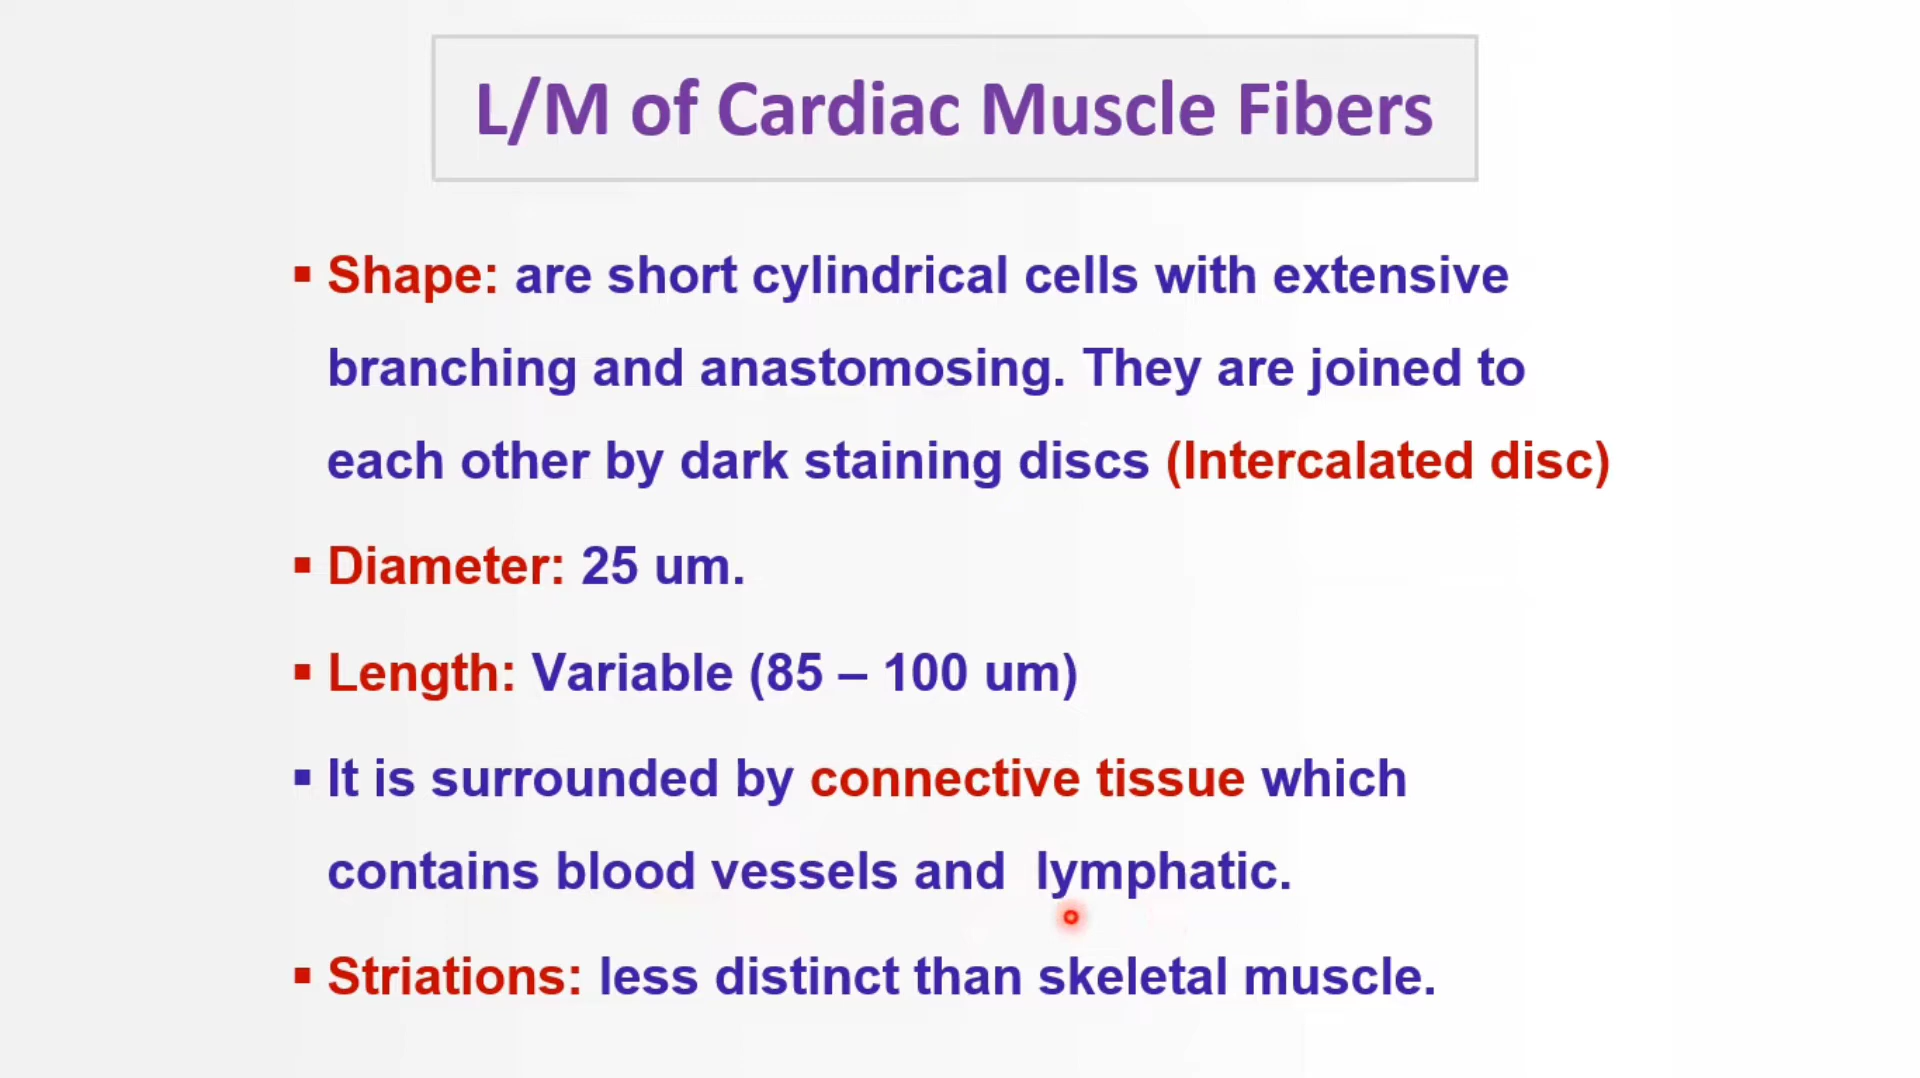 L/M of Cardiac Muscle Fibers
▪ Shape: are short cylindrical cells with extensive
branching and anastomosing. They are joined to
each other by dark staining discs (Intercalated disc)
▪ Diameter: 25 um.
▪ Length: Variable (85 – 100 um)
▪ It is surrounded by connective tissue which
contains blood vessels and  lymphatic.
▪ Striations: less distinct than skeletal muscle.